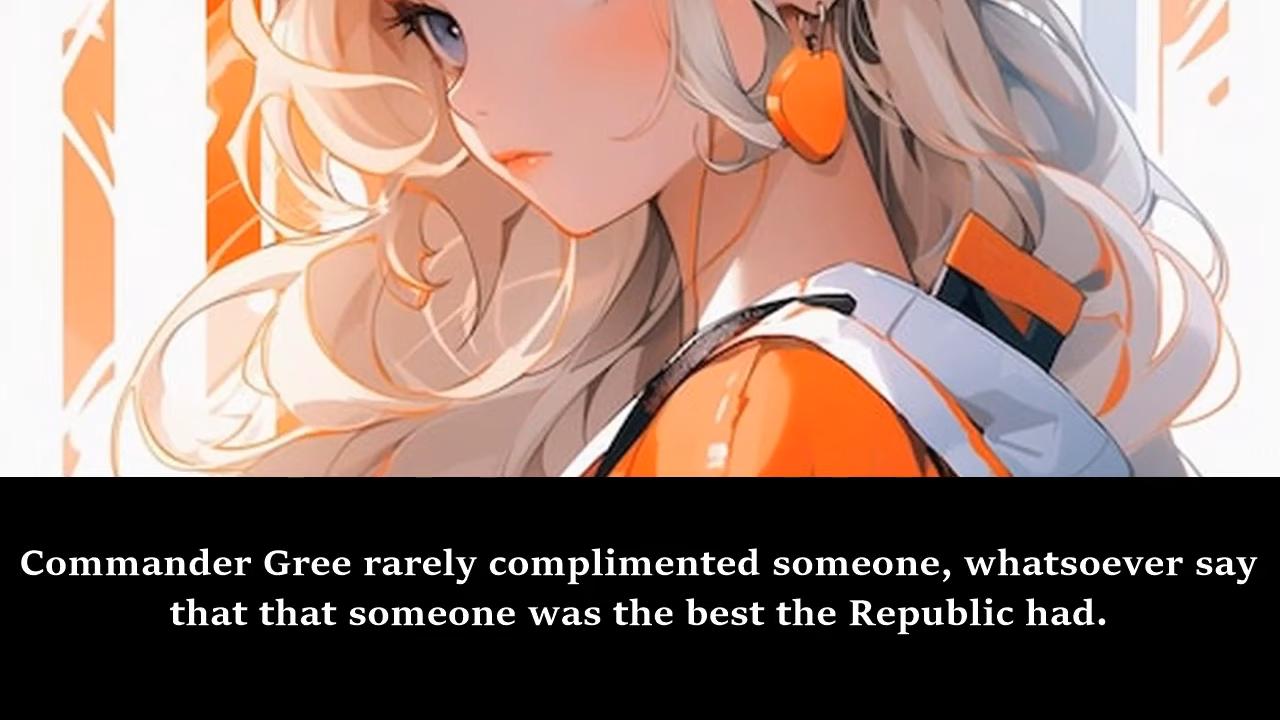 Commander Gree rarely complimented someone, whatsoever say
that that someone was the best the Republic had.